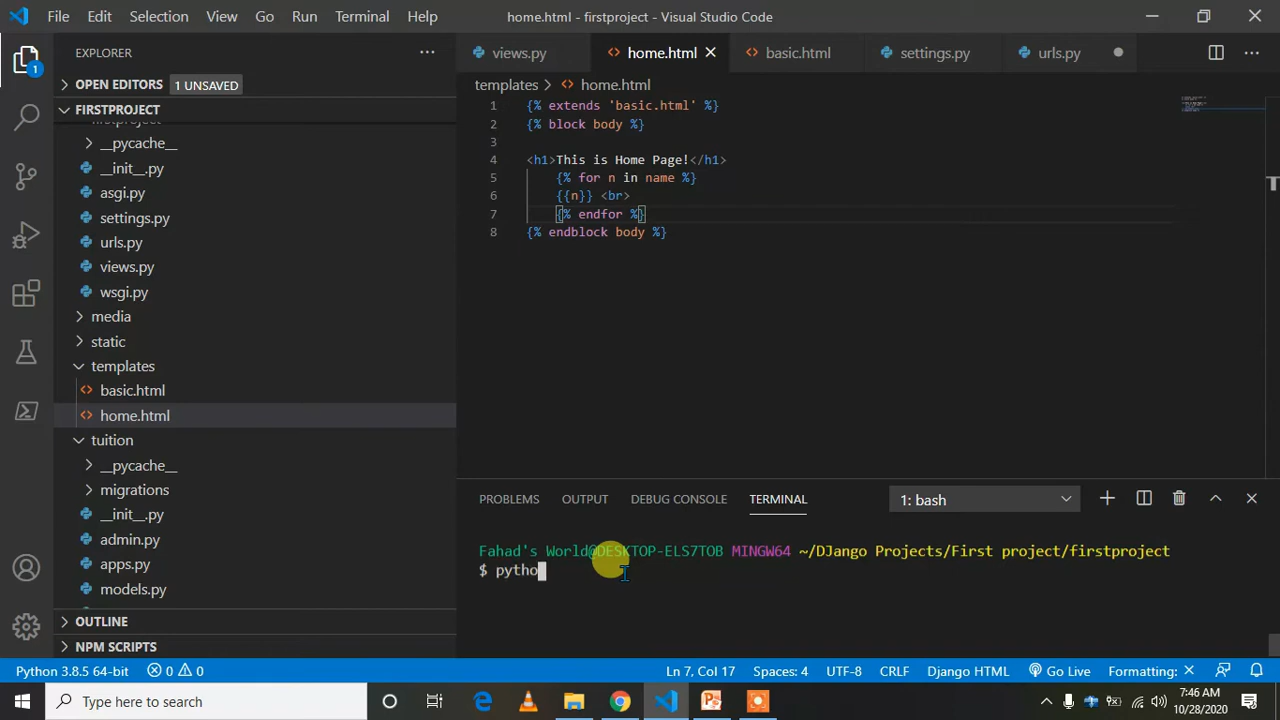 File Edit Selection View Go Run Terminal Help home.html - firstproject - Visual Studio Code
EXPLORER
views.py home.html basic.html settings.py urls.py
1
OPEN EDITORS 1 UNSAVED
templates > home.html
FIRSTPROJECT
firstproject
__pycache__
__init__.py
asgi.py
settings.py
urls.py
views.py
wsgi.py
media
static
templates
basic.html
home.html
tuition
__pycache__
migrations
__init__.py
admin.py
apps.py
models.py
OUTLINE
NPM SCRIPTS
1 {% extends 'basic.html' %}
2 {% block body %}
3
4 <h1>This is Home Page!</h1>
5 {% for n in name %}
6 {{n}} <br>
7 {% endfor %}
8 {% endblock body %}
PROBLEMS OUTPUT DEBUG CONSOLE TERMINAL 1: bash
Fahad's World@DESKTOP-ELS7TOB MINGW64 ~/DJango Projects/First project/firstproject
$ pytho
Python 3.8.5 64-bit 0 0 Ln 7, Col 17 Spaces: 4 UTF-8 CRLF Django HTML Go Live Formatting: ×
Type here to search 7:46 AM
10/28/2020